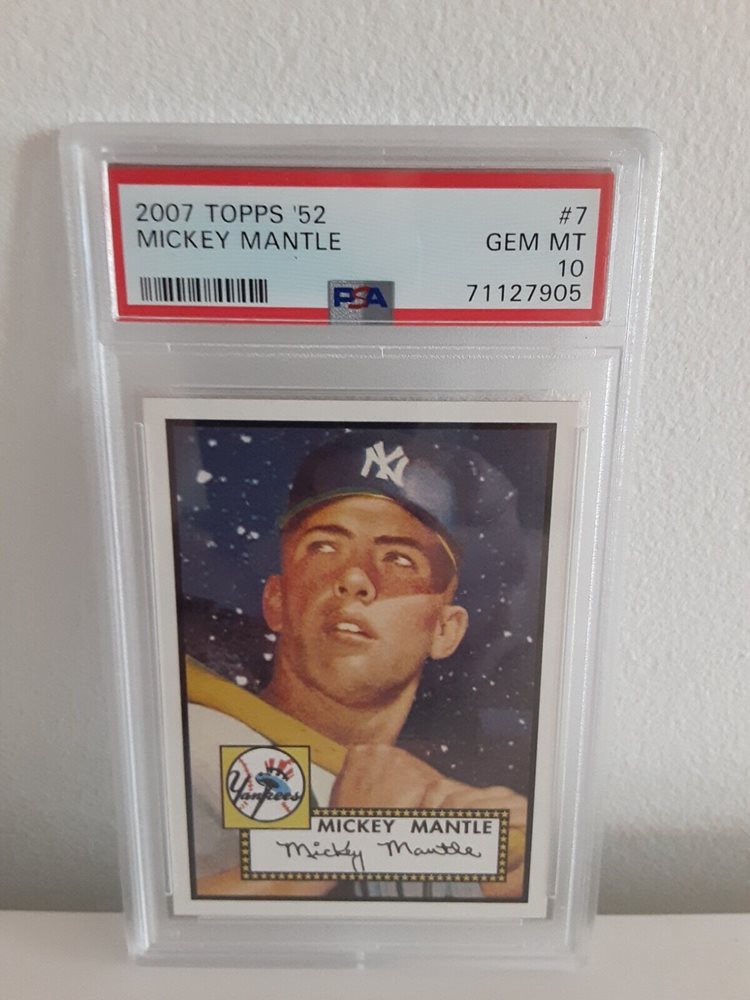 2007 TOPPS '52 #7
MICKEY MANTLE GEM MT
10
PSA 71127905
NY
Yankees
MICKEY MANTLE
Mickey Mantle